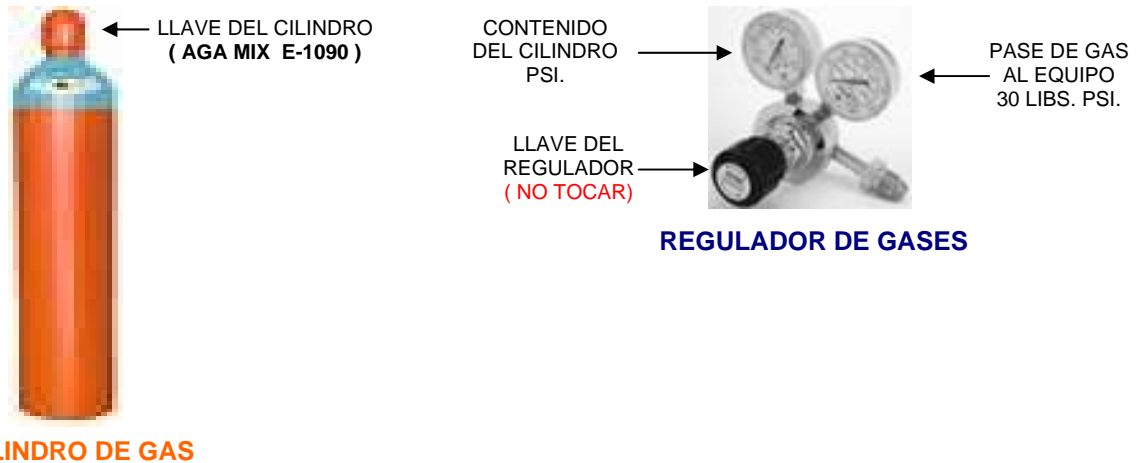 LLAVE DEL CILINDRO
( AGA MIX E-1090 )
CONTENIDO
DEL CILINDRO
PSI.
PASE DE GAS
AL EQUIPO
30 LIBS. PSI.
LLAVE DEL
REGULADOR
( NO TOCAR)
REGULADOR DE GASES
LINDRO DE GAS